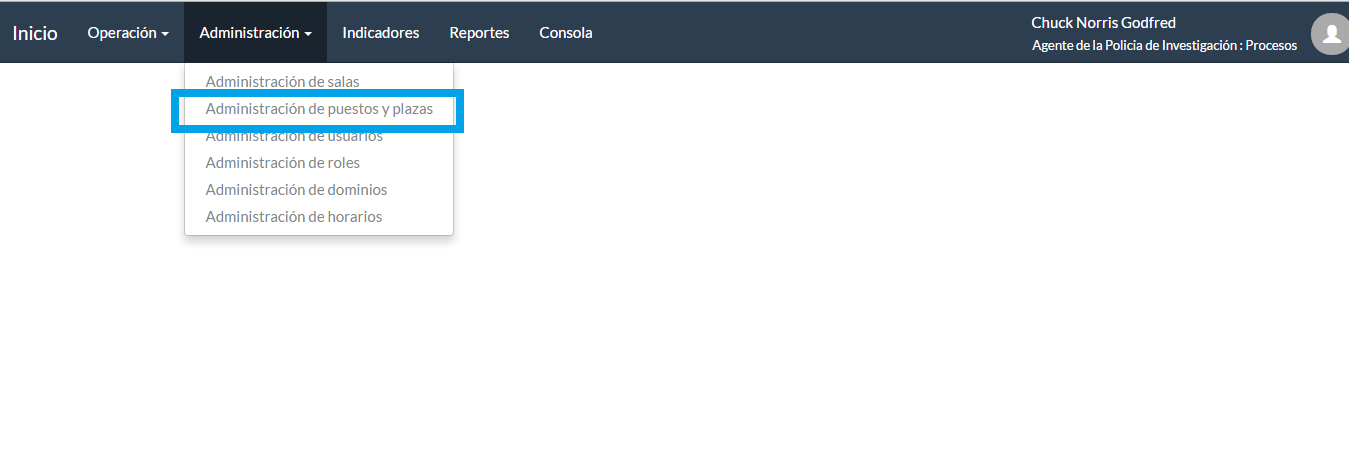 Inicio Operación Administración Indicadores Reportes Consola
Chuck Norris Godfred
Agente de la Policia de Investigación : Procesos
Administración de salas
Administración de puestos y plazas
Administración de usuarios
Administración de roles
Administración de dominios
Administración de horarios